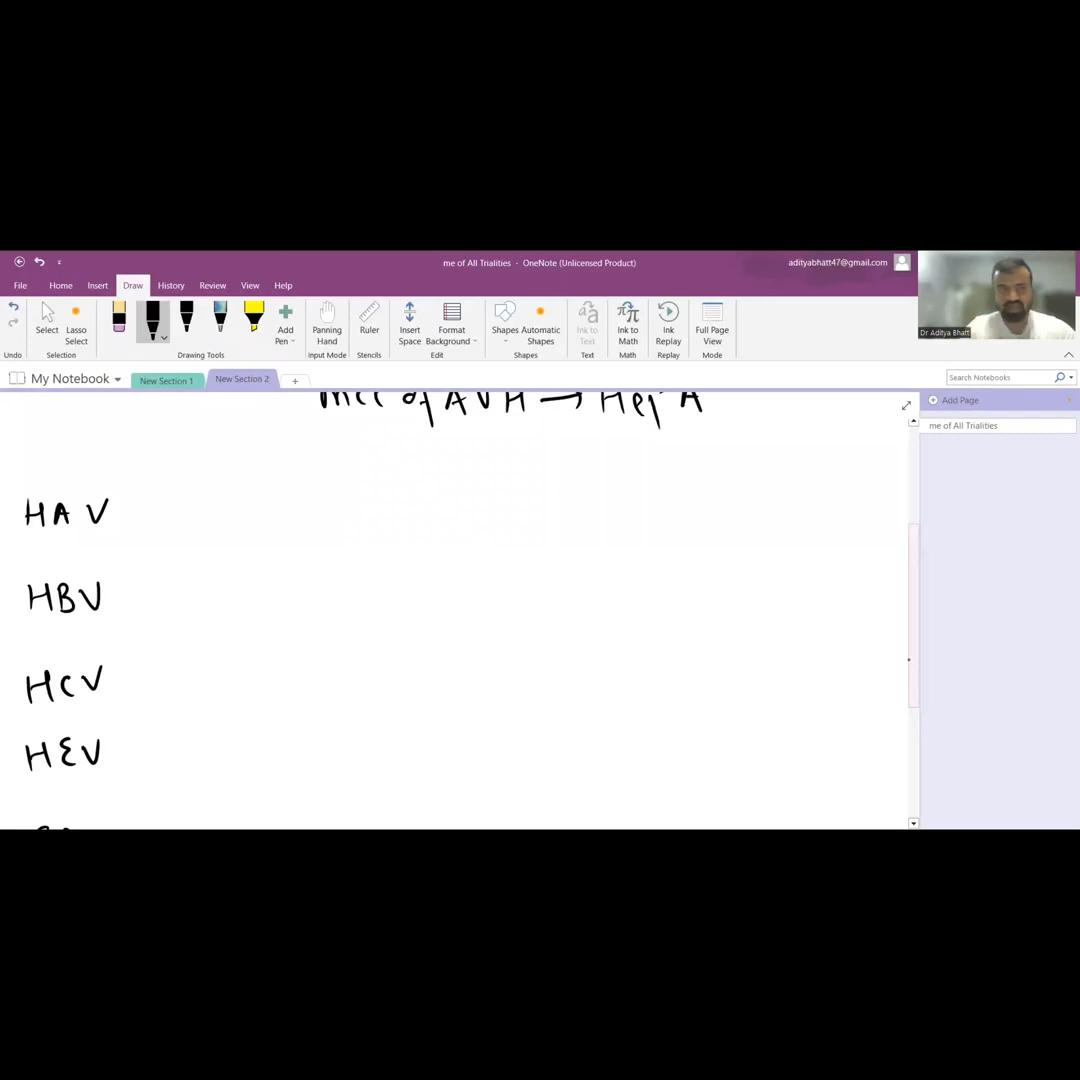 me of All Trialities - OneNote (Unlicensed Product)
adityabhatt47@gmail.com
File Home Insert Draw History Review View Help
Undo
Select
Lasso Select
Add Pen
Panning Hand
Ruler
Insert Space
Format Background
Shapes
Automatic Shapes
Ink to Text
Ink to Math
Ink Replay
Full Page View
Selection Drawing Tools Input Mode Stencils Edit Shapes Text Math Replay Mode
Dr Aditya Bhatt
My Notebook New Section 1 New Section 2 +
Search Notebooks
Add Page
me of All Trialities
of AVH → Hep A
HAV
HBV
HCV
HEV